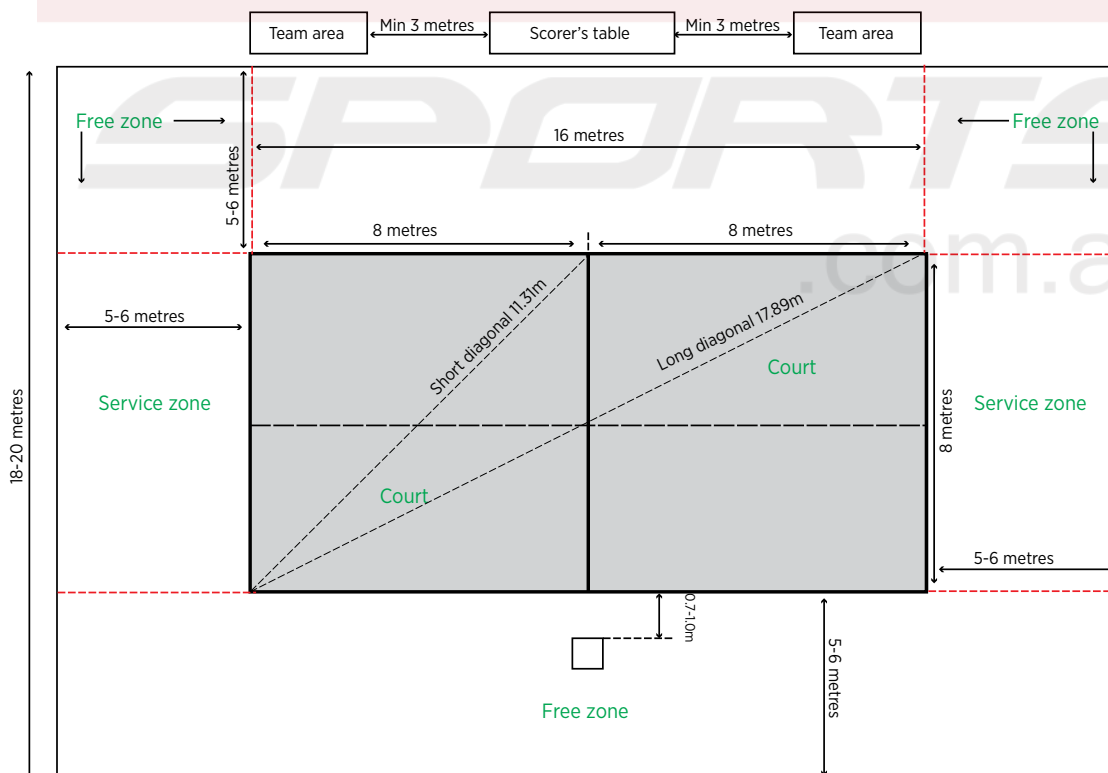 Team area
Min 3 metres
Scorer's table
Min 3 metres
Team area
SPORTS
Free zone
Free zone
16 metres
5-6 metres
8 metres
8 metres
.com.a
Short diagonal 11.31m
Long diagonal 17.89m
5-6 metres
Court
Service zone
Service zone
8 metres
18-20 metres
Court
5-6 metres
0.7-1.0m
5-6 metres
Free zone